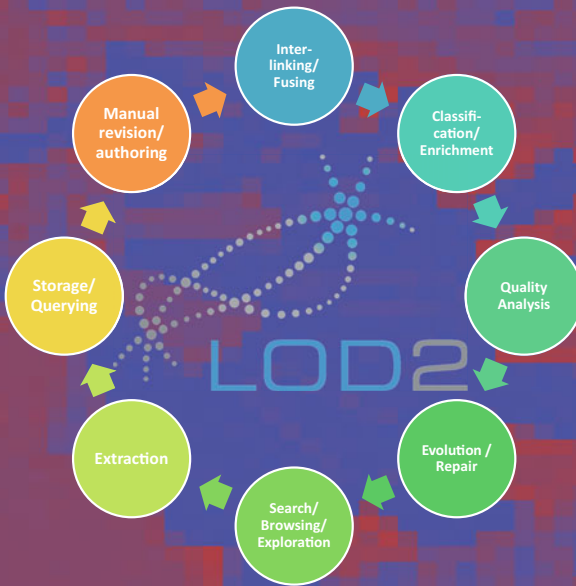 Inter-
linking/
Fusing
Classifi-
cation/
Enrichment
Quality
Analysis
Evolution /
Repair
Search/
Browsing/
Exploration
Extraction
Storage/
Querying
Manual
revision/
authoring
LOD2